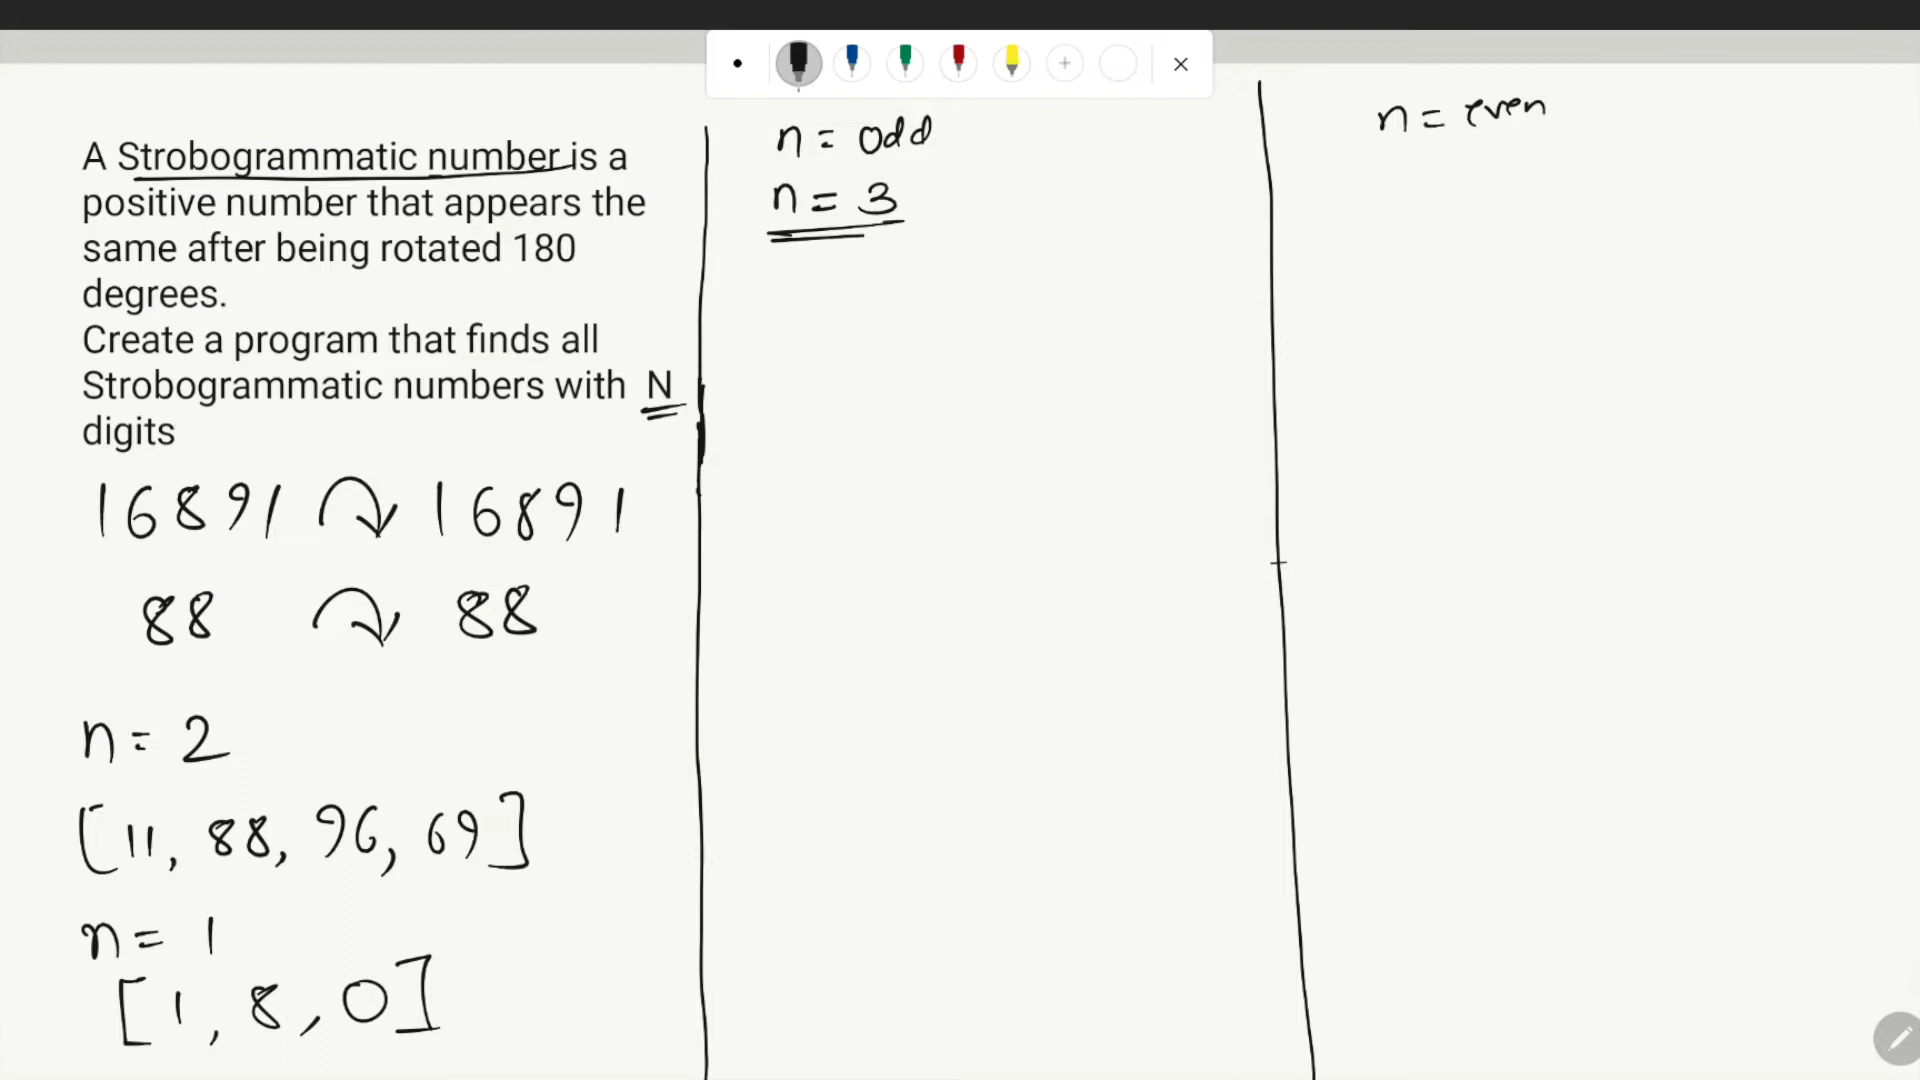 A Strobogrammatic number is a
positive number that appears the
same after being rotated 180
degrees.
Create a program that finds all
Strobogrammatic numbers with N
digits
16891 16891
88 88
n = 2
[11, 88, 96, 69]
n = 1
[1, 8, 0]
n = odd
n = 3
n = even